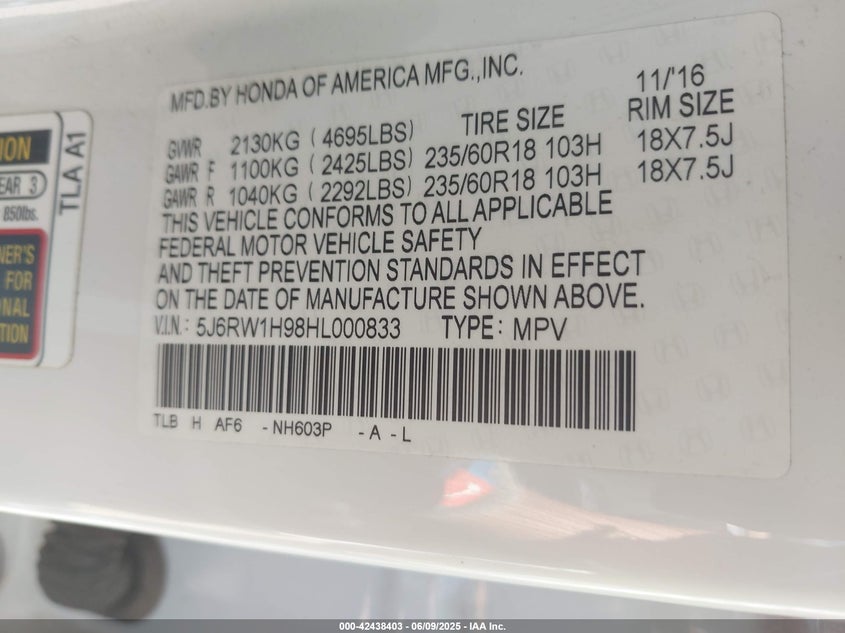 MFD.BY HONDA OF AMERICA MFG.,INC. 11/'16
TIRE SIZE RIM SIZE
GVWR 2130KG (4695LBS)
GAWR F 1100KG (2425LBS) 235/60R18 103H 18X7.5J
GAWR R 1040KG (2292LBS) 235/60R18 103H 18X7.5J
THIS VEHICLE CONFORMS TO ALL APPLICABLE
FEDERAL MOTOR VEHICLE SAFETY
AND THEFT PREVENTION STANDARDS IN EFFECT
ON THE DATE OF MANUFACTURE SHOWN ABOVE.
V.I.N.: 5J6RW1H98HL000833 TYPE: MPV
TLB H AF6 -NH603P -A -L
TLA A1
3
850lbs.
FOR
000-42438403 — 06/09/2025 — IAA Inc.